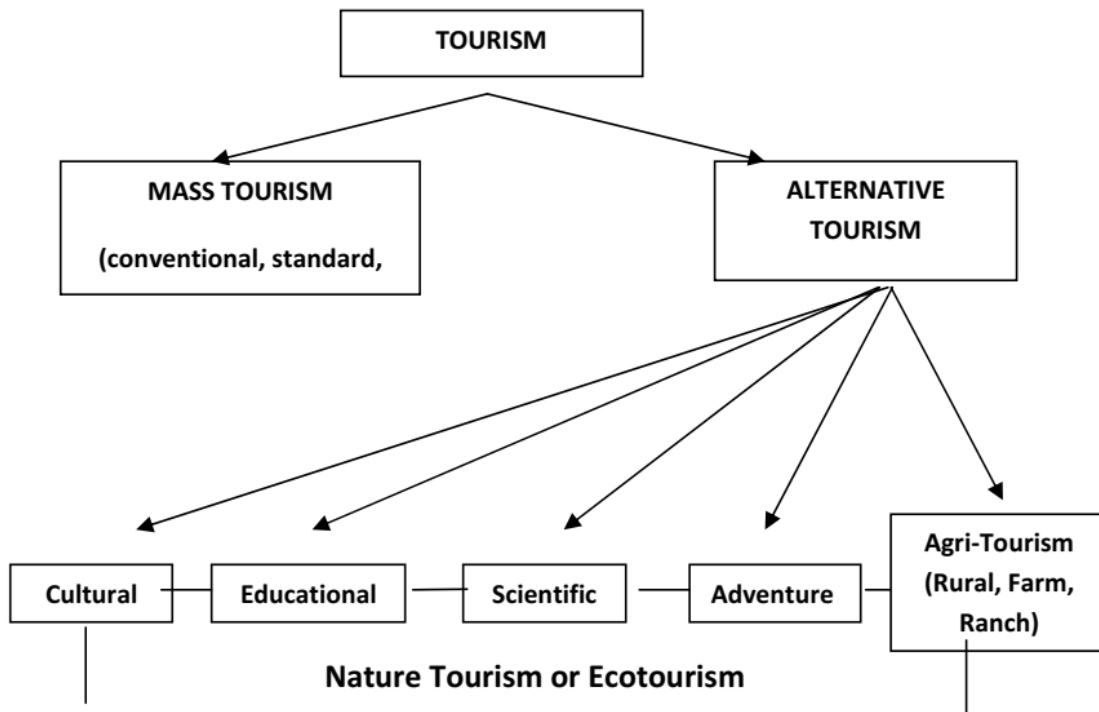 TOURISM
MASS TOURISM
(conventional, standard,
ALTERNATIVE
TOURISM
Cultural
Educational
Scientific
Adventure
Agri-Tourism
(Rural, Farm,
Ranch)
Nature Tourism or Ecotourism